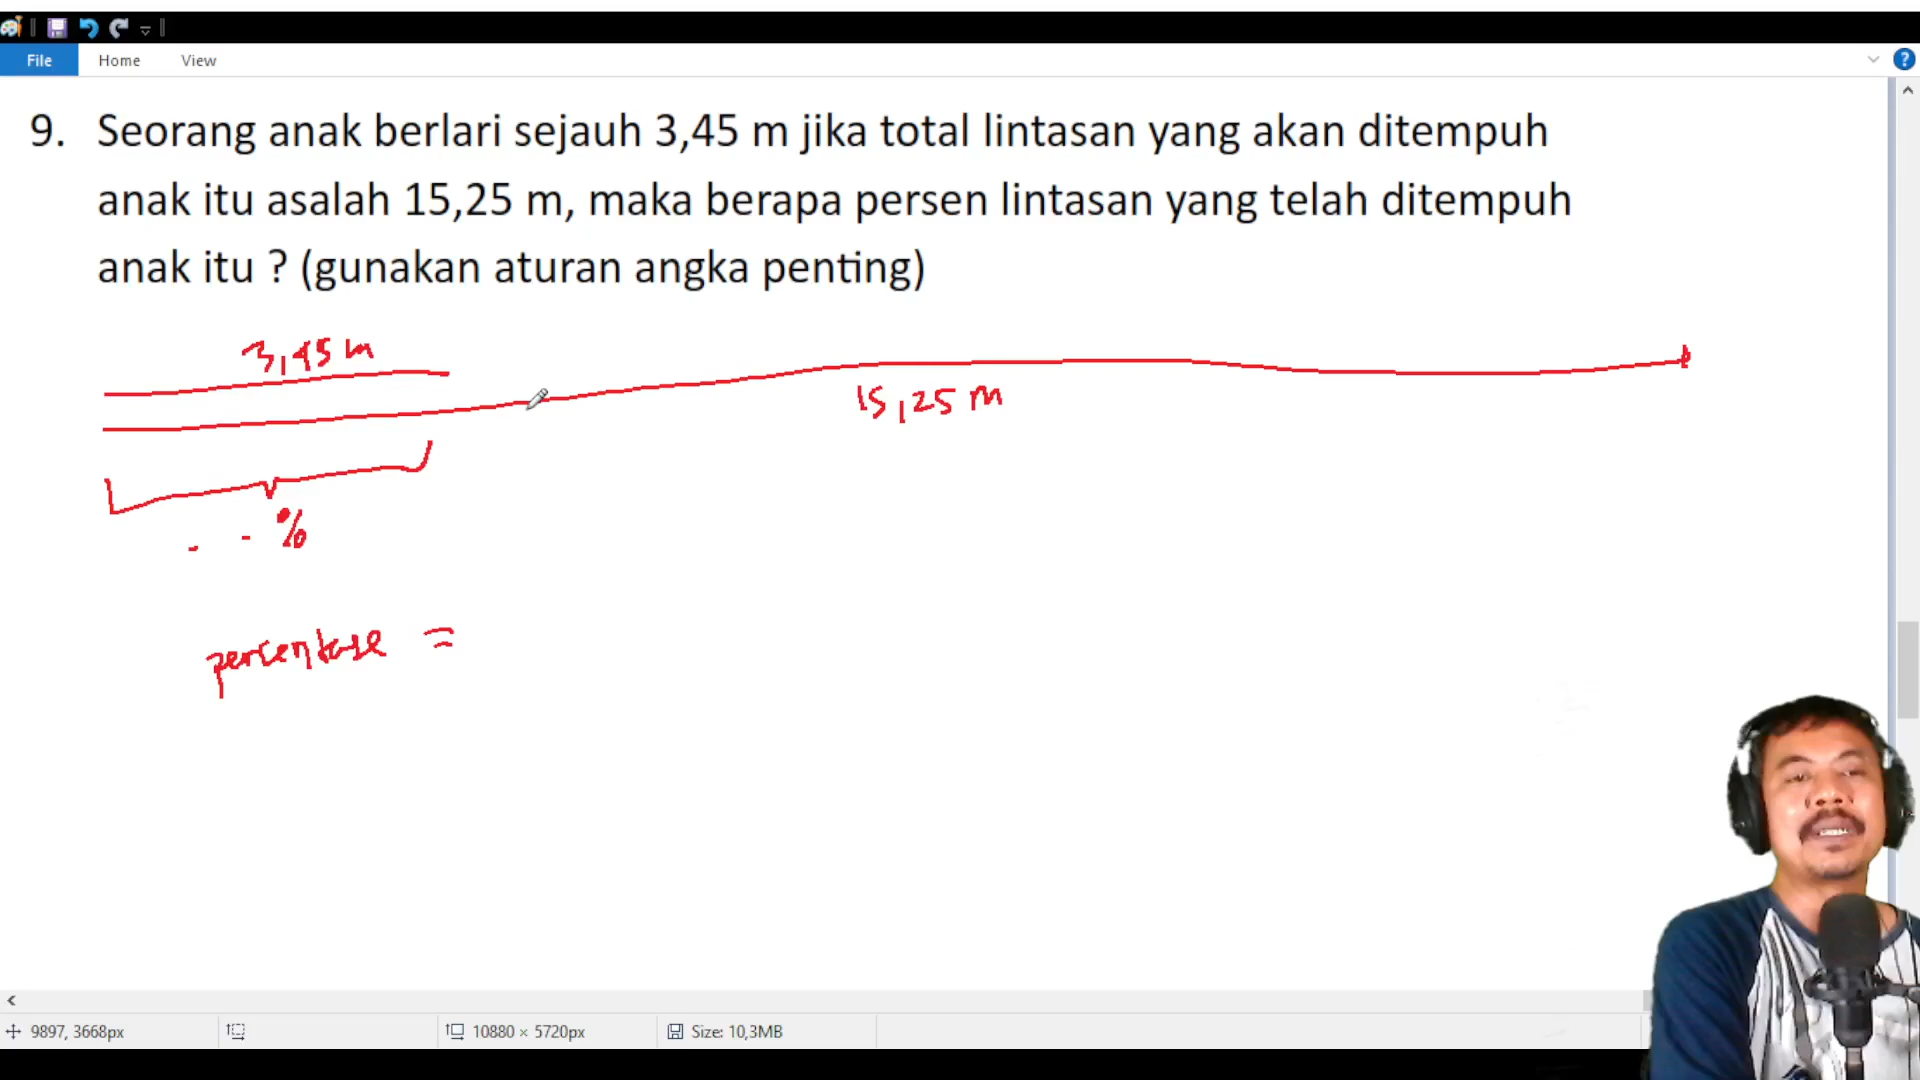 File Home View
9. Seorang anak berlari sejauh 3,45 m jika total lintasan yang akan ditempuh
anak itu asalah 15,25 m, maka berapa persen lintasan yang telah ditempuh
anak itu ? (gunakan aturan angka penting)
3,45 m
15,25 m
. . %
percentase =
9897, 3668px 10880 × 5720px Size: 10,3MB